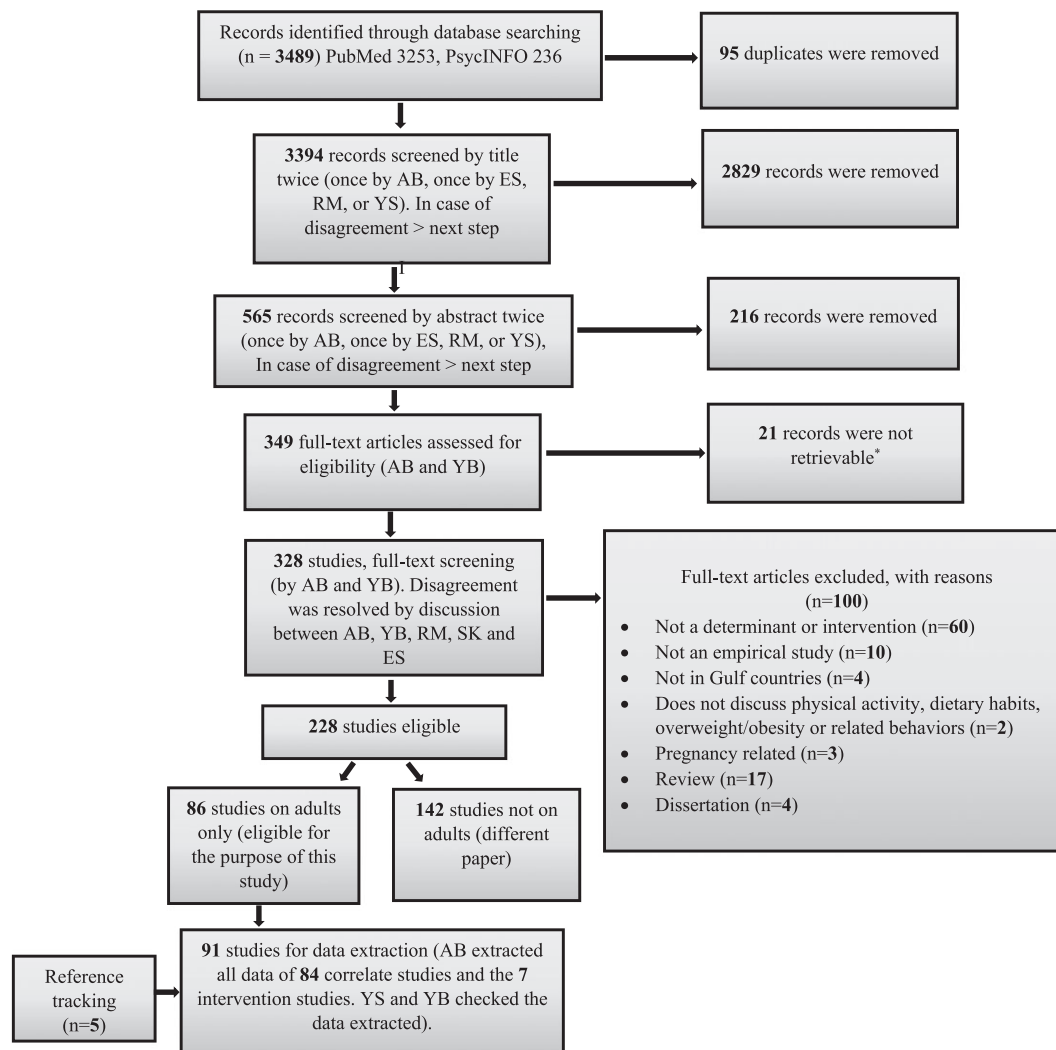 Records identified through database searching
(n = 3489) PubMed 3253, PsycINFO 236
95 duplicates were removed
3394 records screened by title
twice (once by AB, once by ES,
RM, or YS). In case of
disagreement > next step
2829 records were removed
565 records screened by abstract twice
(once by AB, once by ES, RM, or YS),
In case of disagreement > next step
216 records were removed
349 full-text articles assessed for
eligibility (AB and YB)
21 records were not
retrievable*
328 studies, full-text screening
(by AB and YB). Disagreement
was resolved by discussion
between AB, YB, RM, SK and
ES
Full-text articles excluded, with reasons
(n=100)
• Not a determinant or intervention (n=60)
• Not an empirical study (n=10)
• Not in Gulf countries (n=4)
• Does not discuss physical activity, dietary habits,
overweight/obesity or related behaviors (n=2)
• Pregnancy related (n=3)
• Review (n=17)
• Dissertation (n=4)
228 studies eligible
86 studies on adults
only (eligible for
the purpose of this
study)
142 studies not on
adults (different
paper)
Reference
tracking
(n=5)
91 studies for data extraction (AB extracted
all data of 84 correlate studies and the 7
intervention studies. YS and YB checked the
data extracted).